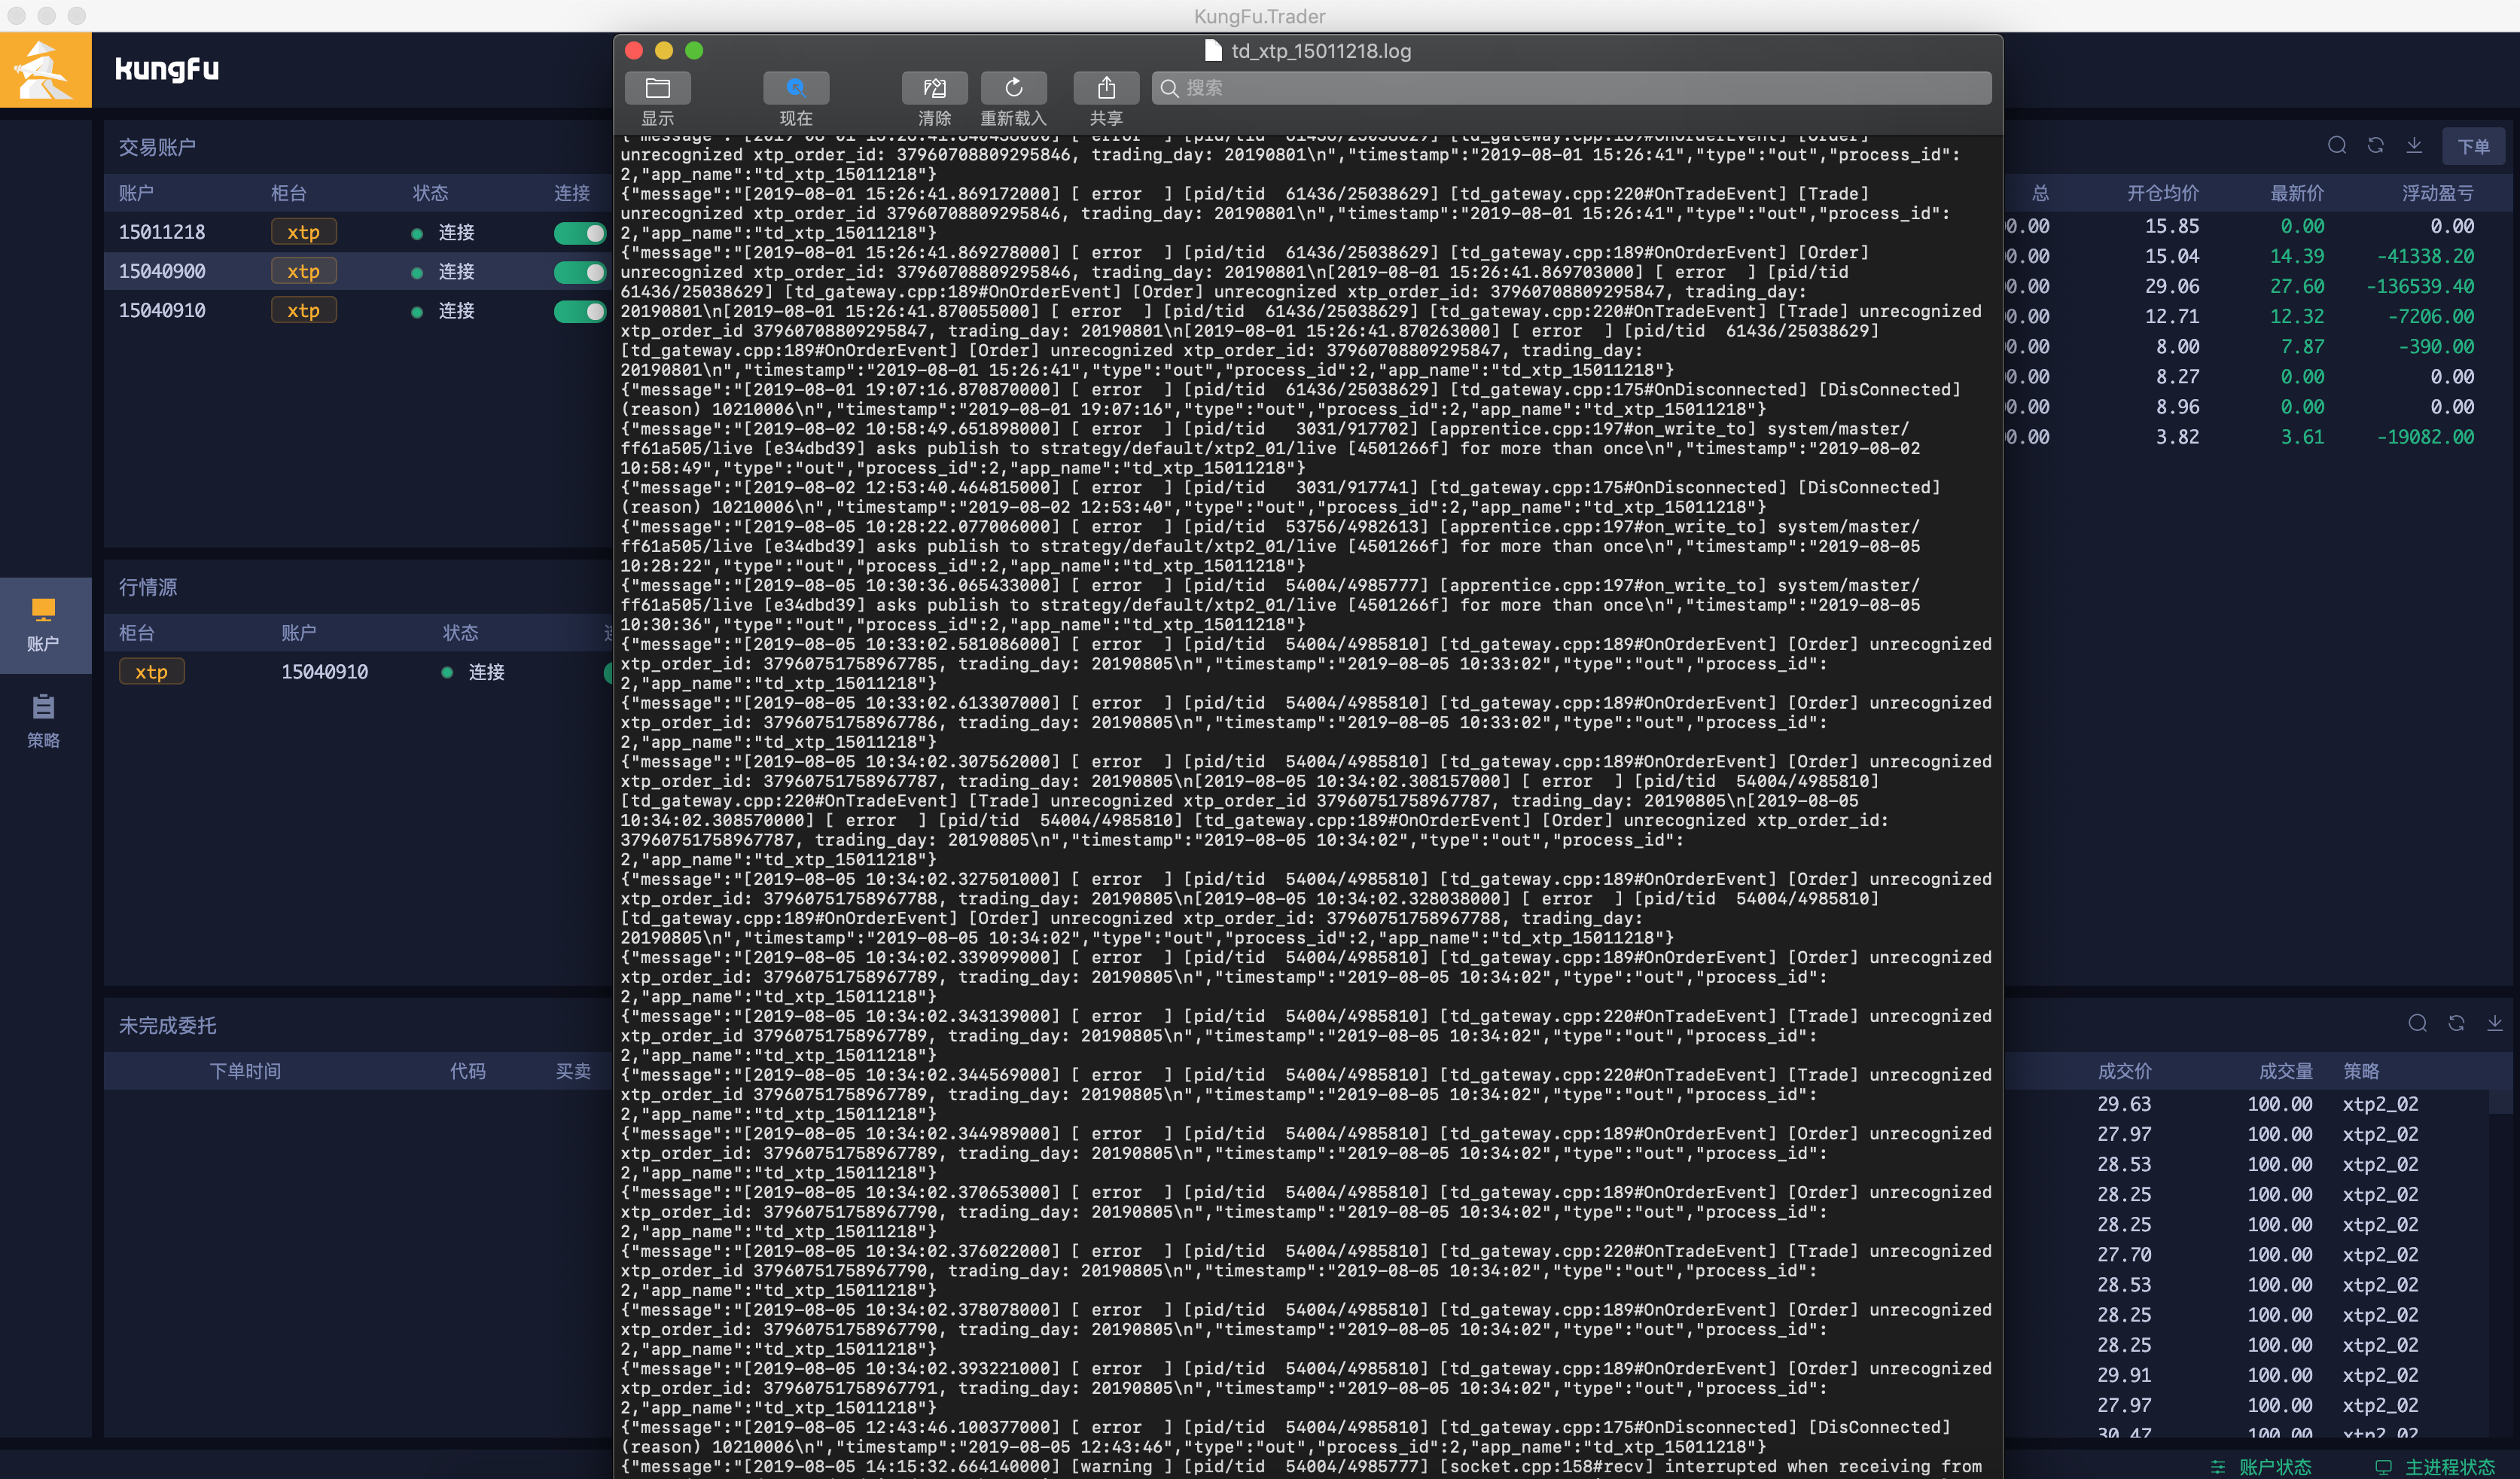 KungFu.Trader
kungfu
交易账户
账户 柜台 状态 连接
15011218 xtp 连接
15040900 xtp 连接
15040910 xtp 连接
行情源
柜台 账户 状态
xtp 15040910 连接
账户
策略
未完成委托
下单时间 代码 买卖
td_xtp_15011218.log
显示 现在 清除 重新载入 共享 搜索
{"message":"[2019-08-01 15:26:41.840438000] [ error  ] [pid/tid  61436/25038629] [td_gateway.cpp:189#OnOrderEvent] [Order]
unrecognized xtp_order_id: 37960708809295846, trading_day: 20190801\n","timestamp":"2019-08-01 15:26:41","type":"out","process_id":
2,"app_name":"td_xtp_15011218"}
{"message":"[2019-08-01 15:26:41.869172000] [ error  ] [pid/tid  61436/25038629] [td_gateway.cpp:220#OnTradeEvent] [Trade]
unrecognized xtp_order_id 37960708809295846, trading_day: 20190801\n","timestamp":"2019-08-01 15:26:41","type":"out","process_id":
2,"app_name":"td_xtp_15011218"}
{"message":"[2019-08-01 15:26:41.869278000] [ error  ] [pid/tid  61436/25038629] [td_gateway.cpp:189#OnOrderEvent] [Order]
unrecognized xtp_order_id: 37960708809295846, trading_day: 20190801\n[2019-08-01 15:26:41.869703000] [ error  ] [pid/tid
61436/25038629] [td_gateway.cpp:189#OnOrderEvent] [Order] unrecognized xtp_order_id: 37960708809295847, trading_day:
20190801\n[2019-08-01 15:26:41.870055000] [ error  ] [pid/tid  61436/25038629] [td_gateway.cpp:220#OnTradeEvent] [Trade] unrecognized
xtp_order_id 37960708809295847, trading_day: 20190801\n[2019-08-01 15:26:41.870263000] [ error  ] [pid/tid  61436/25038629]
[td_gateway.cpp:189#OnOrderEvent] [Order] unrecognized xtp_order_id: 37960708809295847, trading_day:
20190801\n","timestamp":"2019-08-01 15:26:41","type":"out","process_id":2,"app_name":"td_xtp_15011218"}
{"message":"[2019-08-01 19:07:16.870870000] [ error  ] [pid/tid  61436/25038629] [td_gateway.cpp:175#OnDisconnected] [DisConnected]
(reason) 10210006\n","timestamp":"2019-08-01 19:07:16","type":"out","process_id":2,"app_name":"td_xtp_15011218"}
{"message":"[2019-08-02 10:58:49.651898000] [ error  ] [pid/tid   3031/917702] [apprentice.cpp:197#on_write_to] system/master/
ff61a505/live [e34dbd39] asks publish to strategy/default/xtp2_01/live [4501266f] for more than once\n","timestamp":"2019-08-02
10:58:49","type":"out","process_id":2,"app_name":"td_xtp_15011218"}
{"message":"[2019-08-02 12:53:40.464815000] [ error  ] [pid/tid   3031/917741] [td_gateway.cpp:175#OnDisconnected] [DisConnected]
(reason) 10210006\n","timestamp":"2019-08-02 12:53:40","type":"out","process_id":2,"app_name":"td_xtp_15011218"}
{"message":"[2019-08-05 10:28:22.077006000] [ error  ] [pid/tid  53756/4982613] [apprentice.cpp:197#on_write_to] system/master/
ff61a505/live [e34dbd39] asks publish to strategy/default/xtp2_01/live [4501266f] for more than once\n","timestamp":"2019-08-05
10:28:22","type":"out","process_id":2,"app_name":"td_xtp_15011218"}
{"message":"[2019-08-05 10:30:36.065433000] [ error  ] [pid/tid  54004/4985777] [apprentice.cpp:197#on_write_to] system/master/
ff61a505/live [e34dbd39] asks publish to strategy/default/xtp2_01/live [4501266f] for more than once\n","timestamp":"2019-08-05
10:30:36","type":"out","process_id":2,"app_name":"td_xtp_15011218"}
{"message":"[2019-08-05 10:33:02.581086000] [ error  ] [pid/tid  54004/4985810] [td_gateway.cpp:189#OnOrderEvent] [Order] unrecognized
xtp_order_id: 37960751758967785, trading_day: 20190805\n","timestamp":"2019-08-05 10:33:02","type":"out","process_id":
2,"app_name":"td_xtp_15011218"}
{"message":"[2019-08-05 10:33:02.613307000] [ error  ] [pid/tid  54004/4985810] [td_gateway.cpp:189#OnOrderEvent] [Order] unrecognized
xtp_order_id: 37960751758967786, trading_day: 20190805\n","timestamp":"2019-08-05 10:33:02","type":"out","process_id":
2,"app_name":"td_xtp_15011218"}
{"message":"[2019-08-05 10:34:02.307562000] [ error  ] [pid/tid  54004/4985810] [td_gateway.cpp:189#OnOrderEvent] [Order] unrecognized
xtp_order_id: 37960751758967787, trading_day: 20190805\n[2019-08-05 10:34:02.308157000] [ error  ] [pid/tid  54004/4985810]
[td_gateway.cpp:220#OnTradeEvent] [Trade] unrecognized xtp_order_id 37960751758967787, trading_day: 20190805\n[2019-08-05
10:34:02.308570000] [ error  ] [pid/tid  54004/4985810] [td_gateway.cpp:189#OnOrderEvent] [Order] unrecognized xtp_order_id:
37960751758967787, trading_day: 20190805\n","timestamp":"2019-08-05 10:34:02","type":"out","process_id":
2,"app_name":"td_xtp_15011218"}
{"message":"[2019-08-05 10:34:02.327501000] [ error  ] [pid/tid  54004/4985810] [td_gateway.cpp:189#OnOrderEvent] [Order] unrecognized
xtp_order_id: 37960751758967788, trading_day: 20190805\n[2019-08-05 10:34:02.328038000] [ error  ] [pid/tid  54004/4985810]
[td_gateway.cpp:189#OnOrderEvent] [Order] unrecognized xtp_order_id: 37960751758967788, trading_day:
20190805\n","timestamp":"2019-08-05 10:34:02","type":"out","process_id":2,"app_name":"td_xtp_15011218"}
{"message":"[2019-08-05 10:34:02.339099000] [ error  ] [pid/tid  54004/4985810] [td_gateway.cpp:189#OnOrderEvent] [Order] unrecognized
xtp_order_id: 37960751758967789, trading_day: 20190805\n","timestamp":"2019-08-05 10:34:02","type":"out","process_id":
2,"app_name":"td_xtp_15011218"}
{"message":"[2019-08-05 10:34:02.343139000] [ error  ] [pid/tid  54004/4985810] [td_gateway.cpp:220#OnTradeEvent] [Trade] unrecognized
xtp_order_id 37960751758967789, trading_day: 20190805\n","timestamp":"2019-08-05 10:34:02","type":"out","process_id":
2,"app_name":"td_xtp_15011218"}
{"message":"[2019-08-05 10:34:02.344569000] [ error  ] [pid/tid  54004/4985810] [td_gateway.cpp:220#OnTradeEvent] [Trade] unrecognized
xtp_order_id 37960751758967789, trading_day: 20190805\n","timestamp":"2019-08-05 10:34:02","type":"out","process_id":
2,"app_name":"td_xtp_15011218"}
{"message":"[2019-08-05 10:34:02.344989000] [ error  ] [pid/tid  54004/4985810] [td_gateway.cpp:189#OnOrderEvent] [Order] unrecognized
xtp_order_id: 37960751758967789, trading_day: 20190805\n","timestamp":"2019-08-05 10:34:02","type":"out","process_id":
2,"app_name":"td_xtp_15011218"}
{"message":"[2019-08-05 10:34:02.370653000] [ error  ] [pid/tid  54004/4985810] [td_gateway.cpp:189#OnOrderEvent] [Order] unrecognized
xtp_order_id: 37960751758967790, trading_day: 20190805\n","timestamp":"2019-08-05 10:34:02","type":"out","process_id":
2,"app_name":"td_xtp_15011218"}
{"message":"[2019-08-05 10:34:02.376022000] [ error  ] [pid/tid  54004/4985810] [td_gateway.cpp:220#OnTradeEvent] [Trade] unrecognized
xtp_order_id 37960751758967790, trading_day: 20190805\n","timestamp":"2019-08-05 10:34:02","type":"out","process_id":
2,"app_name":"td_xtp_15011218"}
{"message":"[2019-08-05 10:34:02.378078000] [ error  ] [pid/tid  54004/4985810] [td_gateway.cpp:189#OnOrderEvent] [Order] unrecognized
xtp_order_id: 37960751758967790, trading_day: 20190805\n","timestamp":"2019-08-05 10:34:02","type":"out","process_id":
2,"app_name":"td_xtp_15011218"}
{"message":"[2019-08-05 10:34:02.393221000] [ error  ] [pid/tid  54004/4985810] [td_gateway.cpp:189#OnOrderEvent] [Order] unrecognized
xtp_order_id: 37960751758967791, trading_day: 20190805\n","timestamp":"2019-08-05 10:34:02","type":"out","process_id":
2,"app_name":"td_xtp_15011218"}
{"message":"[2019-08-05 12:43:46.100377000] [ error  ] [pid/tid  54004/4985810] [td_gateway.cpp:175#OnDisconnected] [DisConnected]
(reason) 10210006\n","timestamp":"2019-08-05 12:43:46","type":"out","process_id":2,"app_name":"td_xtp_15011218"}
{"message":"[2019-08-05 14:15:32.664140000] [warning ] [pid/tid  54004/4985777] [socket.cpp:158#recv] interrupted when receiving from
下单
总 开仓均价 最新价 浮动盈亏
0.00 15.85 0.00 0.00
0.00 15.04 14.39 -41338.20
0.00 29.06 27.60 -136539.40
0.00 12.71 12.32 -7206.00
0.00 8.00 7.87 -390.00
0.00 8.27 0.00 0.00
0.00 8.96 0.00 0.00
0.00 3.82 3.61 -19082.00
成交价 成交量 策略
29.63 100.00 xtp2_02
27.97 100.00 xtp2_02
28.53 100.00 xtp2_02
28.25 100.00 xtp2_02
28.25 100.00 xtp2_02
27.70 100.00 xtp2_02
28.53 100.00 xtp2_02
28.25 100.00 xtp2_02
28.25 100.00 xtp2_02
29.91 100.00 xtp2_02
27.97 100.00 xtp2_02
30.47 100.00 xtp2_02
账户状态 主进程状态